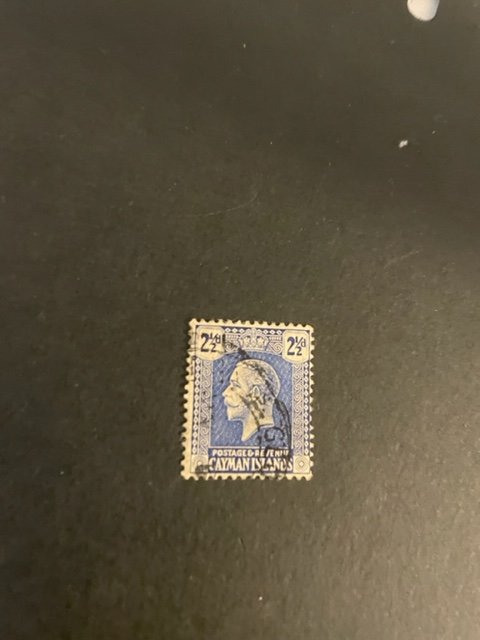 2½d 2½d
POSTAGE & REVENUE
CAYMAN ISLANDS